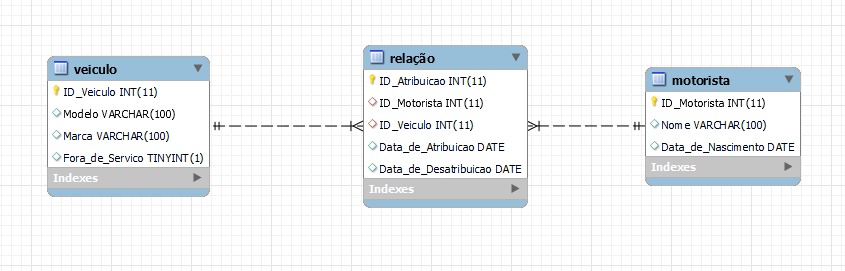 veiculo
ID_Veiculo INT(11)
Modelo VARCHAR(100)
Marca VARCHAR(100)
Fora_de_Servico TINYINT(1)
Indexes
relação
ID_Atribuicao INT(11)
ID_Motorista INT(11)
ID_Veiculo INT(11)
Data_de_Atribuicao DATE
Data_de_Desatribuicao DATE
Indexes
motorista
ID_Motorista INT(11)
Nome VARCHAR(100)
Data_de_Nascimento DATE
Indexes